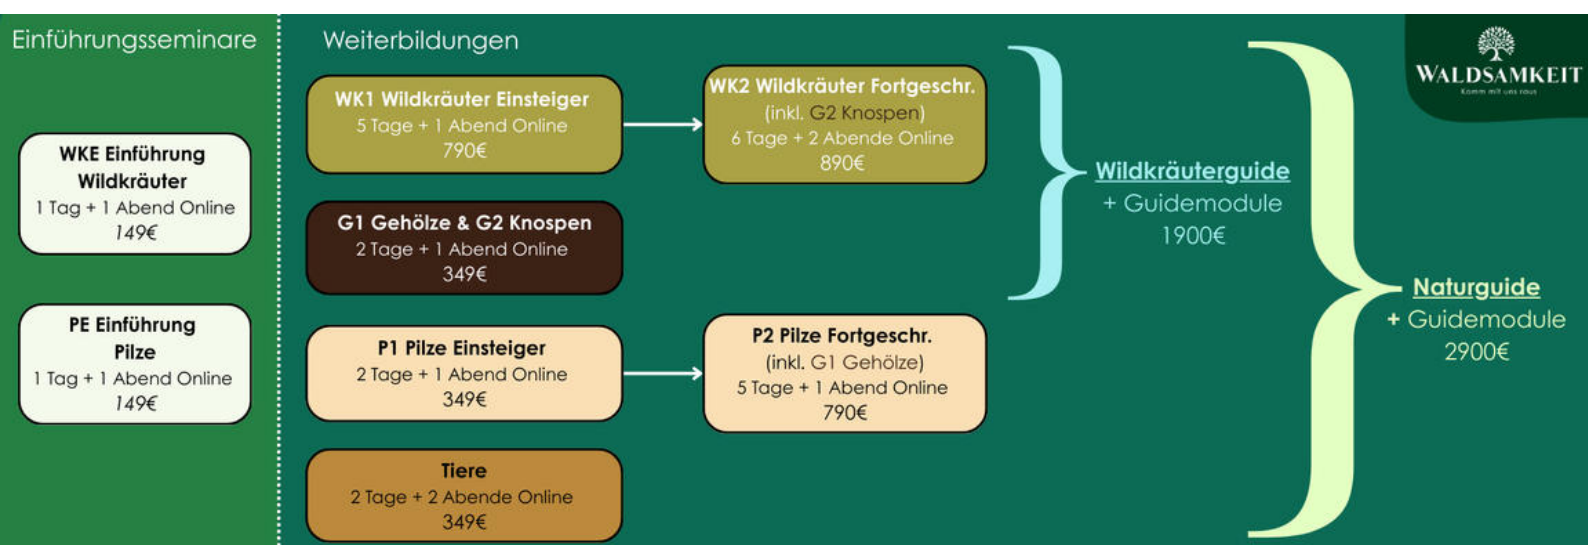 Einführungsseminare
WKE Einführung
Wildkräuter
1 Tag + 1 Abend Online
149€
PE Einführung
Pilze
1 Tag + 1 Abend Online
149€
Weiterbildungen
WK1 Wildkräuter Einsteiger
5 Tage + 1 Abend Online
790€
WK2 Wildkräuter Fortgeschr.
(inkl. G2 Knospen)
6 Tage + 2 Abende Online
890€
G1 Gehölze & G2 Knospen
2 Tage + 1 Abend Online
349€
P1 Pilze Einsteiger
2 Tage + 1 Abend Online
349€
P2 Pilze Fortgeschr.
(inkl. G1 Gehölze)
5 Tage + 1 Abend Online
790€
Tiere
2 Tage + 2 Abende Online
349€
Wildkräuterguide
+ Guidemodule
1900€
Naturguide
+ Guidemodule
2900€
WALDSAMKEIT
Komm mit uns raus